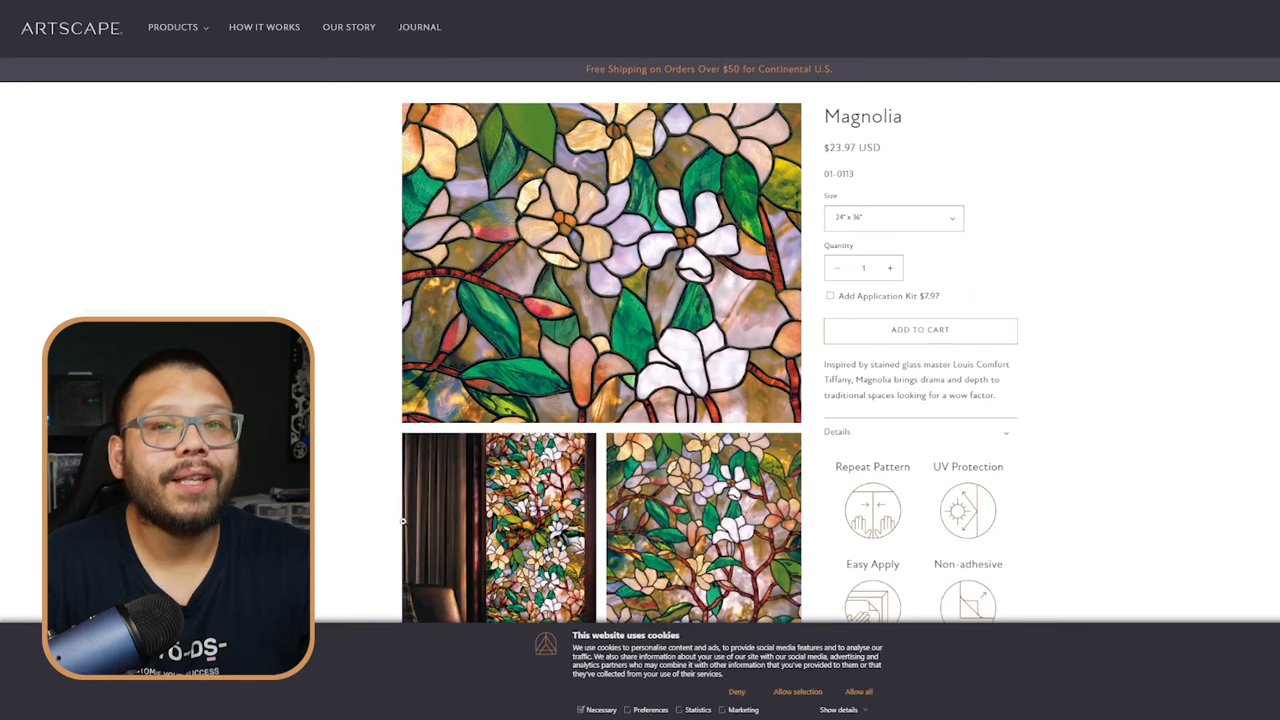 ARTSCAPE
PRODUCTS
HOW IT WORKS
OUR STORY
JOURNAL
Free Shipping on Orders Over $50 for Continental U.S.
Magnolia
$23.97 USD
01-0113
Size
24" x 36"
Quantity
− 1 +
Add Application Kit $7.97
ADD TO CART
Inspired by stained glass master Louis Comfort
Tiffany, Magnolia brings drama and depth to
traditional spaces looking for a wow factor.
Details
Repeat Pattern UV Protection
Easy Apply Non-adhesive
This website uses cookies
We use cookies to personalise content and ads, to provide social media features and to analyse our
traffic. We also share information about your use of our site with our social media, advertising and
analytics partners who may combine it with other information that you've provided to them or that
they've collected from your use of their services.
Deny Allow selection Allow all
Necessary Preferences Statistics Marketing Show details